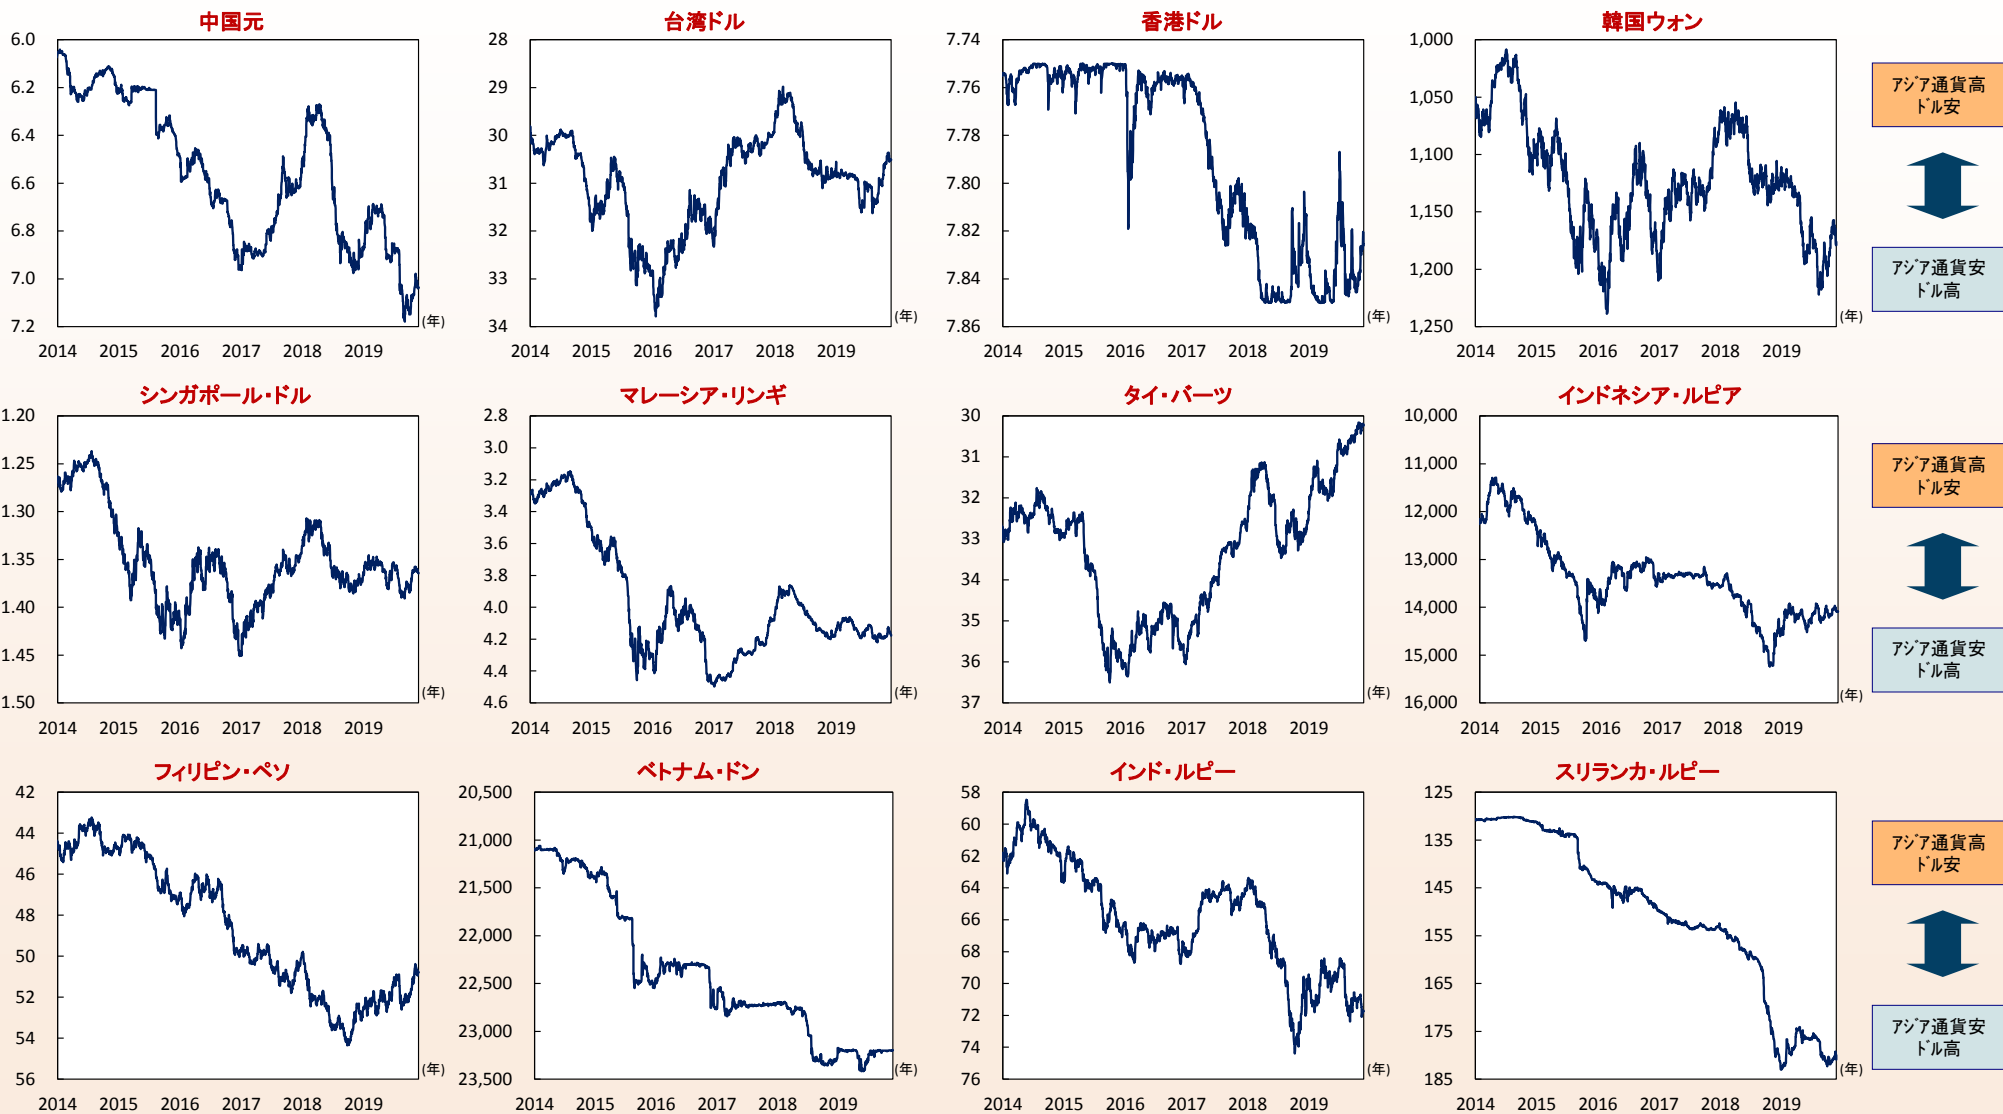 中国元
台湾ドル
香港ドル
韓国ウォン
6.0
6.2
6.4
6.6
6.8
7.0
7.2
2014 2015 2016 2017 2018 2019
(年)
28
29
30
31
32
33
34
2014 2015 2016 2017 2018 2019
(年)
7.74
7.76
7.78
7.80
7.82
7.84
7.86
2014 2015 2016 2017 2018 2019
(年)
1,000
1,050
1,100
1,150
1,200
1,250
2014 2015 2016 2017 2018 2019
(年)
アジア通貨高
ドル安
アジア通貨安
ドル高
シンガポール・ドル
マレーシア・リンギ
タイ・バーツ
インドネシア・ルピア
1.20
1.25
1.30
1.35
1.40
1.45
1.50
2014 2015 2016 2017 2018 2019
(年)
2.8
3.0
3.2
3.4
3.6
3.8
4.0
4.2
4.4
4.6
2014 2015 2016 2017 2018 2019
(年)
30
31
32
33
34
35
36
37
2014 2015 2016 2017 2018 2019
(年)
10,000
11,000
12,000
13,000
14,000
15,000
16,000
2014 2015 2016 2017 2018 2019
(年)
アジア通貨高
ドル安
アジア通貨安
ドル高
フィリピン・ペソ
ベトナム・ドン
インド・ルピー
スリランカ・ルピー
42
44
46
48
50
52
54
56
2014 2015 2016 2017 2018 2019
(年)
20,500
21,000
21,500
22,000
22,500
23,000
23,500
2014 2015 2016 2017 2018 2019
(年)
58
60
62
64
66
68
70
72
74
76
2014 2015 2016 2017 2018 2019
(年)
125
135
145
155
165
175
185
2014 2015 2016 2017 2018 2019
(年)
アジア通貨高
ドル安
アジア通貨安
ドル高